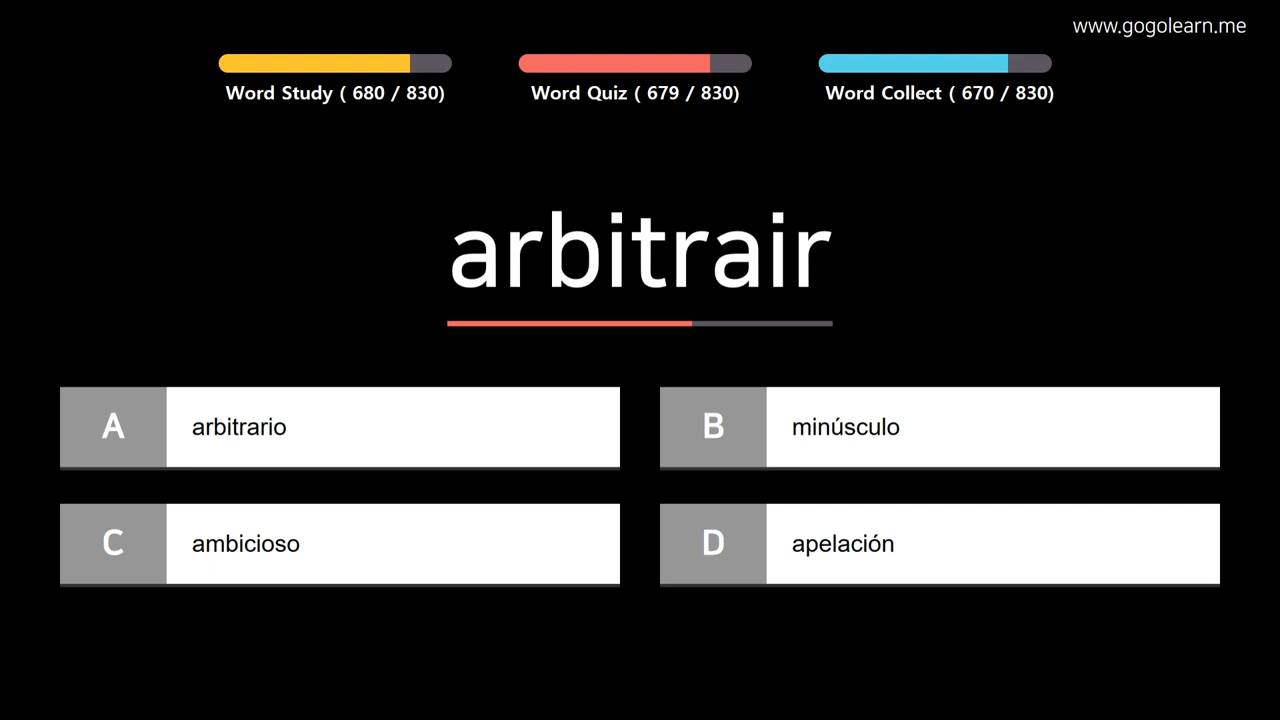 www.gogolearn.me
Word Study ( 680 / 830)
Word Quiz ( 679 / 830)
Word Collect ( 670 / 830)
arbitrair
A arbitrario
B minúsculo
C ambicioso
D apelación